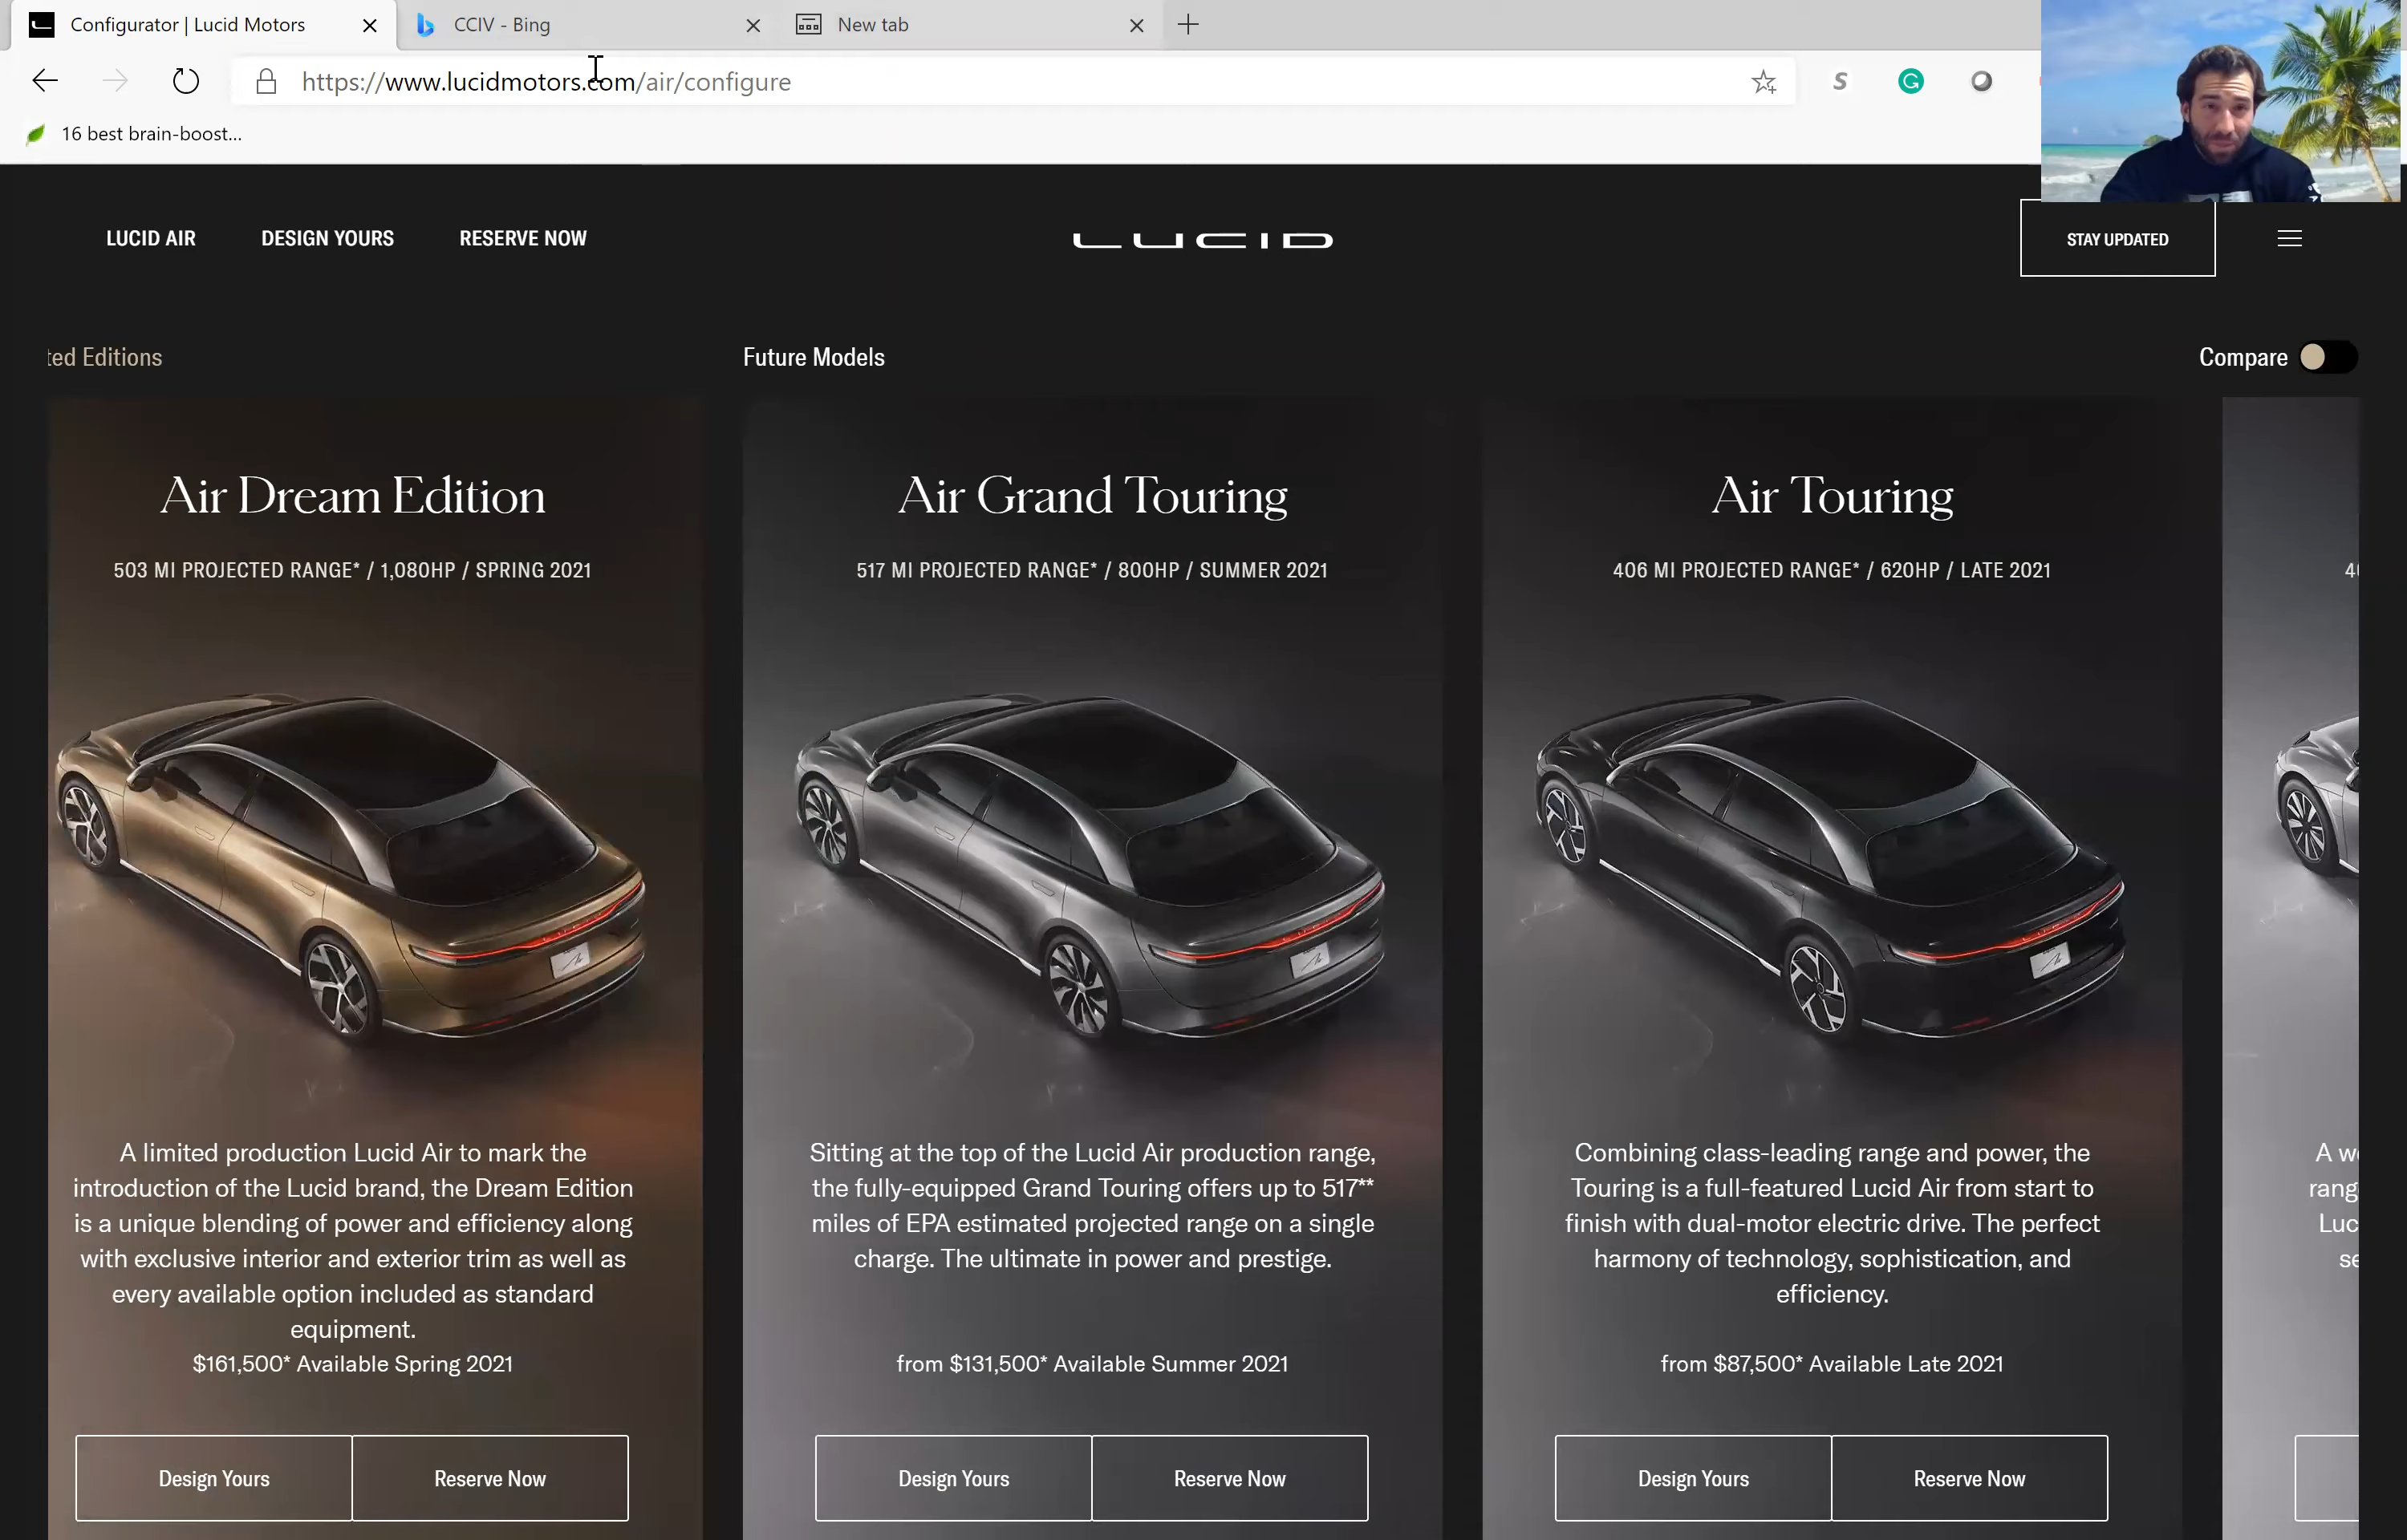 Configurator | Lucid Motors
CCIV - Bing
New tab
https://www.lucidmotors.com/air/configure
16 best brain-boost...
LUCID AIR
DESIGN YOURS
RESERVE NOW
LUCID
STAY UPDATED
ted Editions
Future Models
Compare
Air Dream Edition
503 MI PROJECTED RANGE* / 1,080HP / SPRING 2021
A limited production Lucid Air to mark the
introduction of the Lucid brand, the Dream Edition
is a unique blending of power and efficiency along
with exclusive interior and exterior trim as well as
every available option included as standard
equipment.
$161,500* Available Spring 2021
Design Yours
Reserve Now
Air Grand Touring
517 MI PROJECTED RANGE* / 800HP / SUMMER 2021
Sitting at the top of the Lucid Air production range,
the fully-equipped Grand Touring offers up to 517**
miles of EPA estimated projected range on a single
charge. The ultimate in power and prestige.
from $131,500* Available Summer 2021
Design Yours
Reserve Now
Air Touring
406 MI PROJECTED RANGE* / 620HP / LATE 2021
Combining class-leading range and power, the
Touring is a full-featured Lucid Air from start to
finish with dual-motor electric drive. The perfect
harmony of technology, sophistication, and
efficiency.
from $87,500* Available Late 2021
Design Yours
Reserve Now
A w
rang
Luc
se